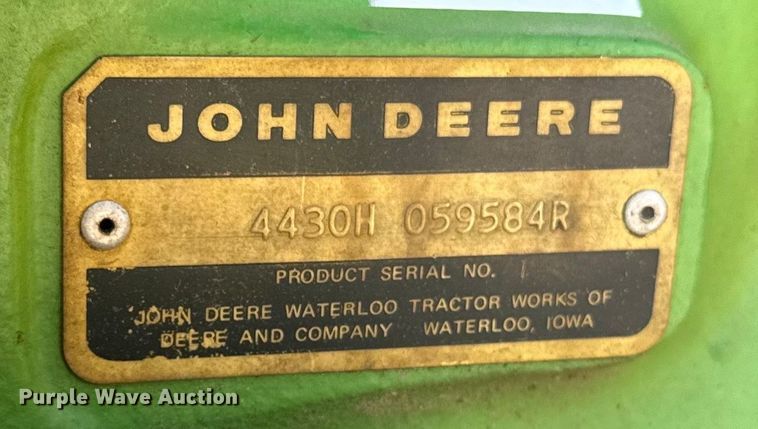 JOHN DEERE
4430H 059584R
PRODUCT SERIAL NO.
JOHN DEERE WATERLOO TRACTOR WORKS OF
DEERE AND COMPANY WATERLOO, IOWA
Purple Wave Auction